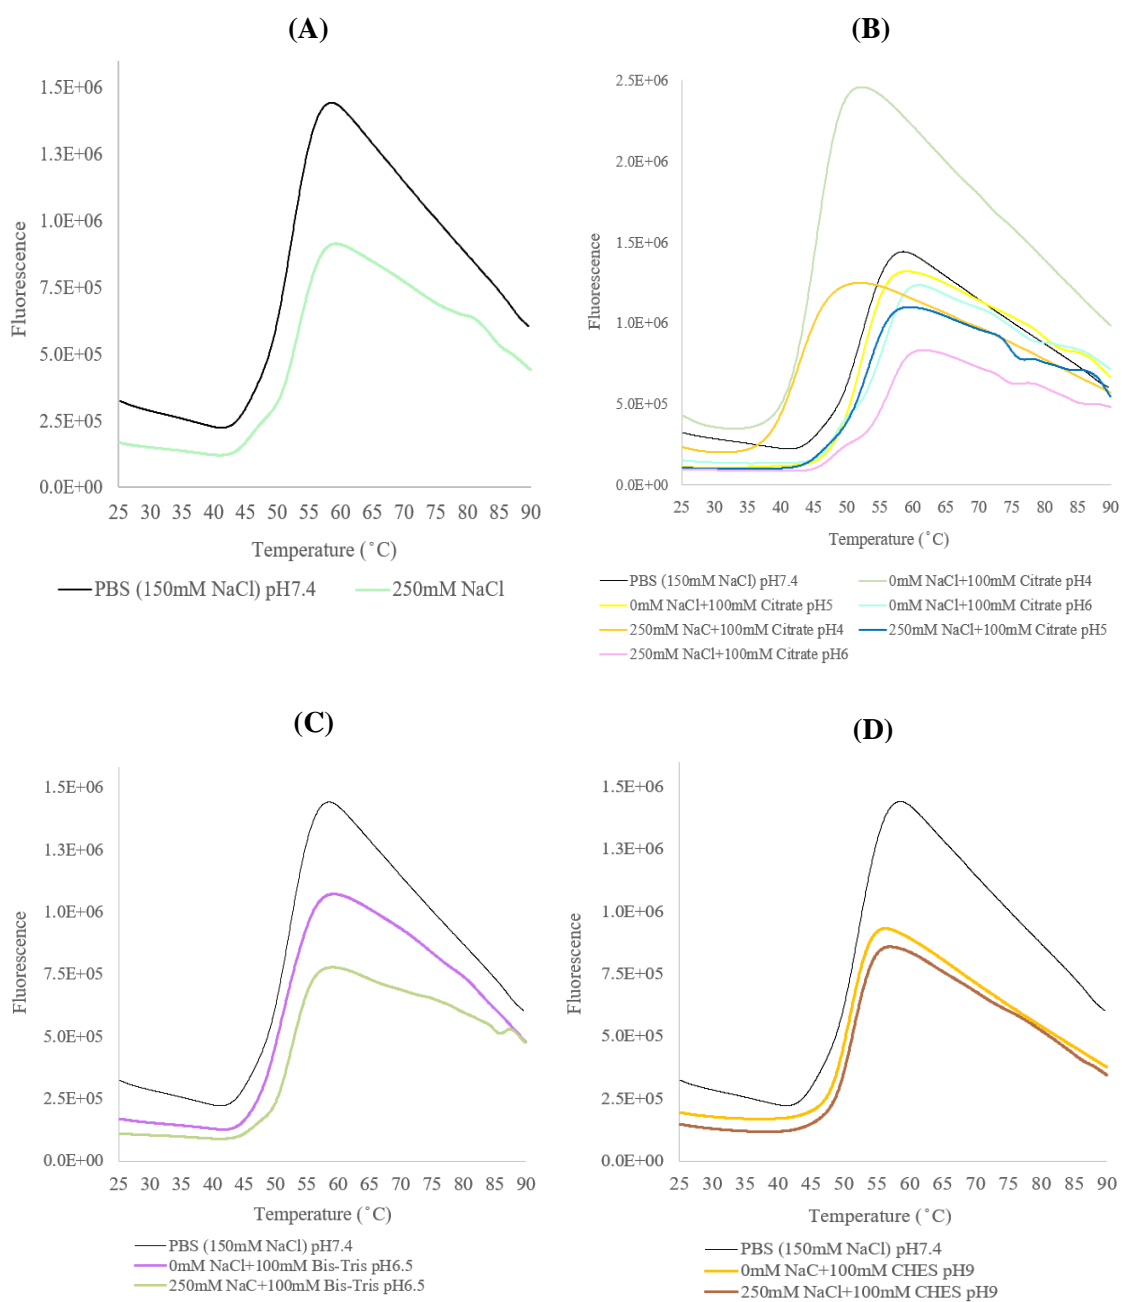 (A)
1.5E+06
1.3E+06
1.0E+06
7.5E+05
5.0E+05
2.5E+05
0.0E+00
Fluorescence
25 30 35 40 45 50 55 60 65 70 75 80 85 90
Temperature (˚C)
PBS (150mM NaCl) pH7.4 250mM NaCl
(B)
2.5E+06
2.0E+06
1.5E+06
1.0E+06
5.0E+05
0.0E+00
Fluorescence
25 30 35 40 45 50 55 60 65 70 75 80 85 90
Temperature (˚C)
PBS (150mM NaCl) pH7.4 0mM NaCl+100mM Citrate pH4
0mM NaCl+100mM Citrate pH5 0mM NaCl+100mM Citrate pH6
250mM NaC+100mM Citrate pH4 250mM NaCl+100mM Citrate pH5
250mM NaCl+100mM Citrate pH6
(C)
1.5E+06
1.3E+06
1.0E+06
7.5E+05
5.0E+05
2.5E+05
0.0E+00
Fluorescence
25 30 35 40 45 50 55 60 65 70 75 80 85 90
Temperature (˚C)
PBS (150mM NaCl) pH7.4
0mM NaCl+100mM Bis-Tris pH6.5
250mM NaC+100mM Bis-Tris pH6.5
(D)
1.5E+06
1.3E+06
1.0E+06
7.5E+05
5.0E+05
2.5E+05
0.0E+00
Fluorescence
25 30 35 40 45 50 55 60 65 70 75 80 85 90
Temperature (˚C)
PBS (150mM NaCl) pH7.4
0mM NaC+100mM CHES pH9
250mM NaCl+100mM CHES pH9